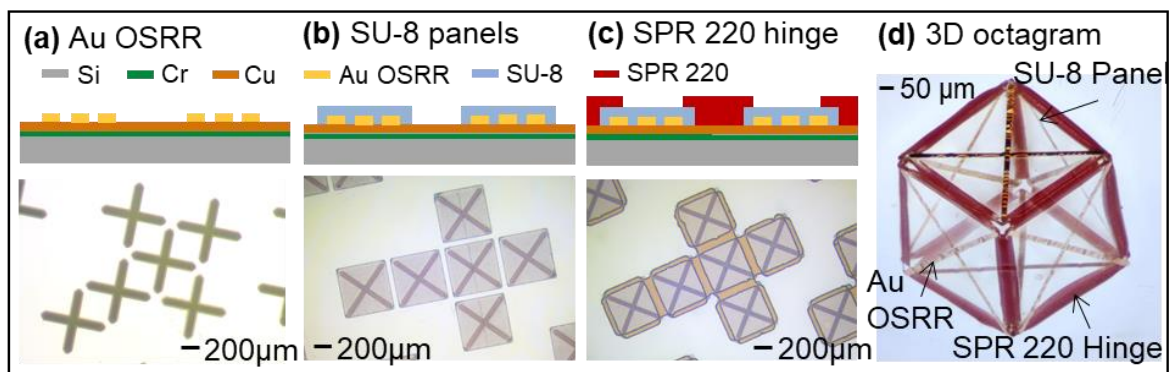 (a) Au OSRR
(b) SU-8 panels
(c) SPR 220 hinge
(d) 3D octagram
Si Cr Cu Au OSRR SU-8 SPR 220
200µm
200µm
200µm
50 µm
SU-8 Panel
Au
OSRR
SPR 220 Hinge